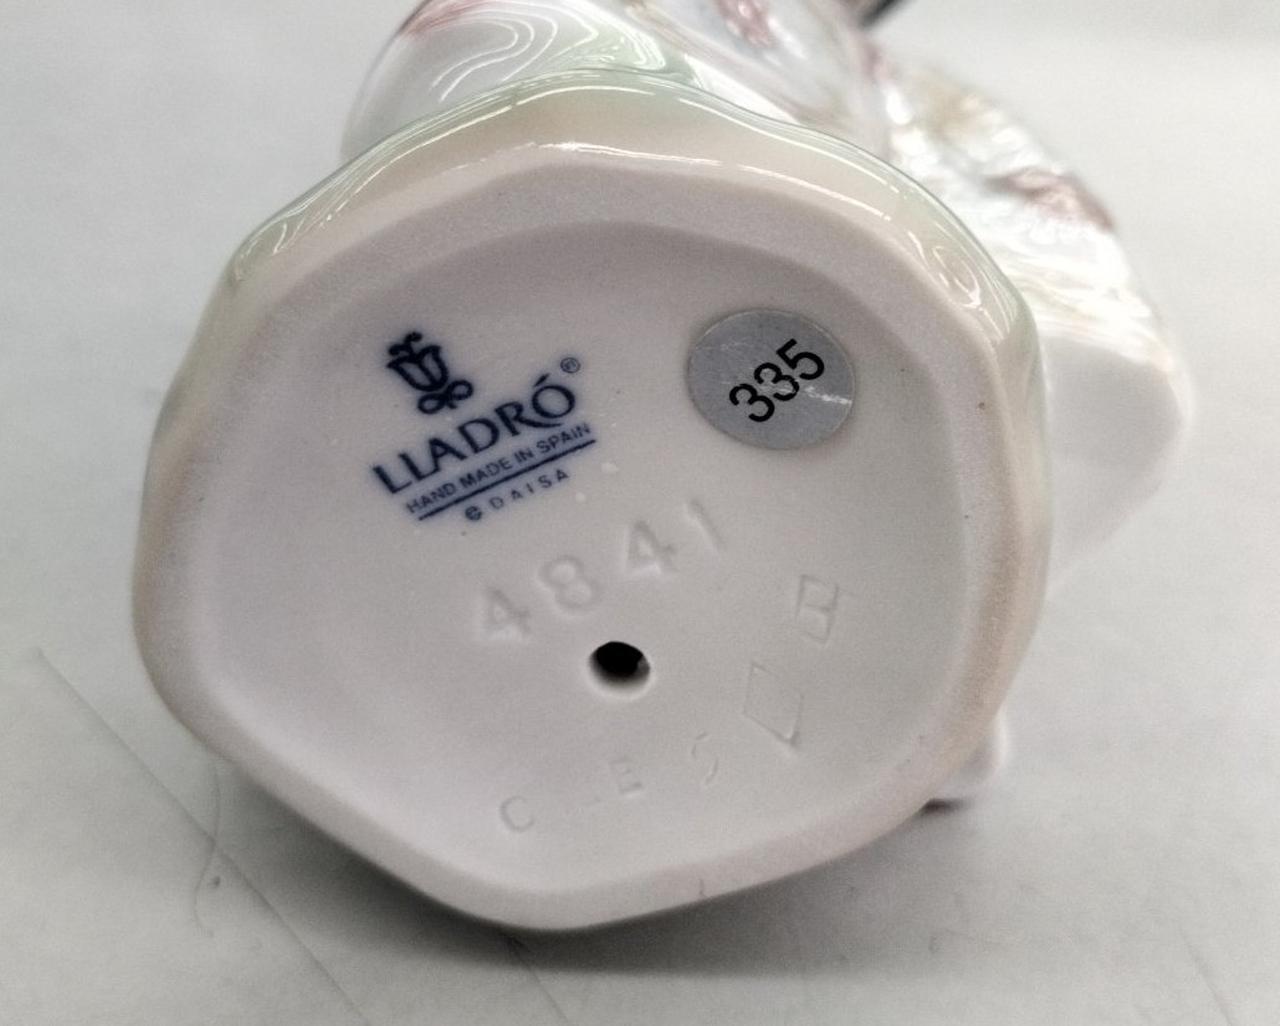 LLADRÓ®
HAND MADE IN SPAIN
© DAISA
335
4841
B
C E S